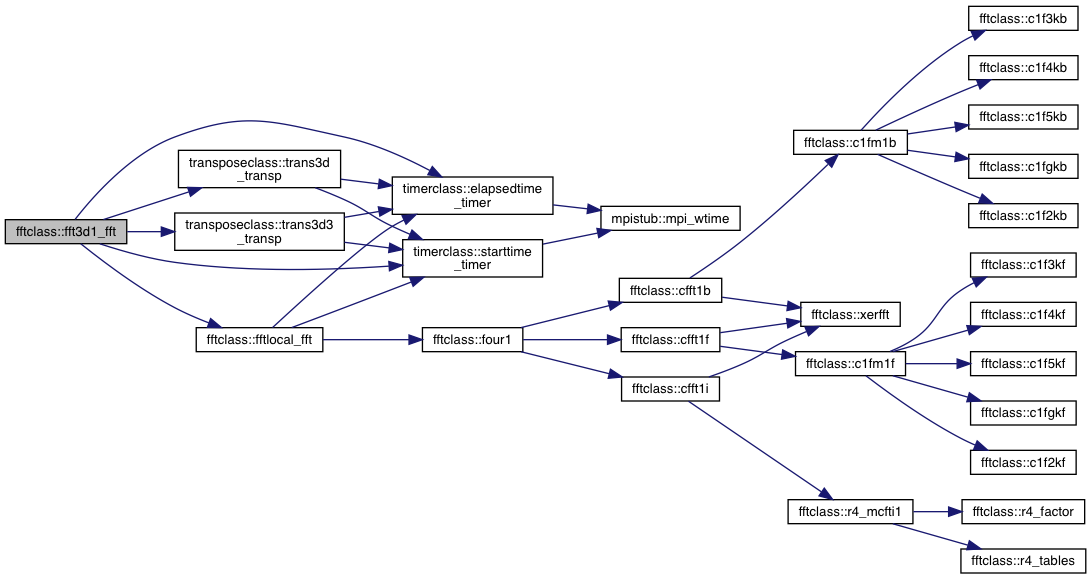 fftclass::fft3d1_fft
transposeclass::trans3d
_transp
transposeclass::trans3d3
_transp
fftclass::fftlocal_fft
timerclass::elapsedtime
_timer
timerclass::starttime
_timer
fftclass::four1
mpistub::mpi_wtime
fftclass::cfft1b
fftclass::cfft1f
fftclass::cfft1i
fftclass::c1fm1b
fftclass::xerfft
fftclass::c1fm1f
fftclass::r4_mcfti1
fftclass::c1f3kb
fftclass::c1f4kb
fftclass::c1f5kb
fftclass::c1fgkb
fftclass::c1f2kb
fftclass::c1f3kf
fftclass::c1f4kf
fftclass::c1f5kf
fftclass::c1fgkf
fftclass::c1f2kf
fftclass::r4_factor
fftclass::r4_tables